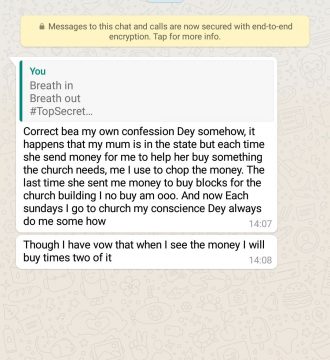 Messages to this chat and calls are now secured with end-to-end
encryption. Tap for more info.
You
Breath in
Breath out
#TopSecret...
Correct bea my own confession Dey somehow, it
happens that my mum is in the state but each time
she send money for me to help her buy something
the church needs, me I use to chop the money. The
last time she sent me money to buy blocks for the
church building I no buy am ooo. And now Each
sundays I go to church my conscience Dey always
do me some how
14:07
Though I have vow that when I see the money I will
buy times two of it
14:08